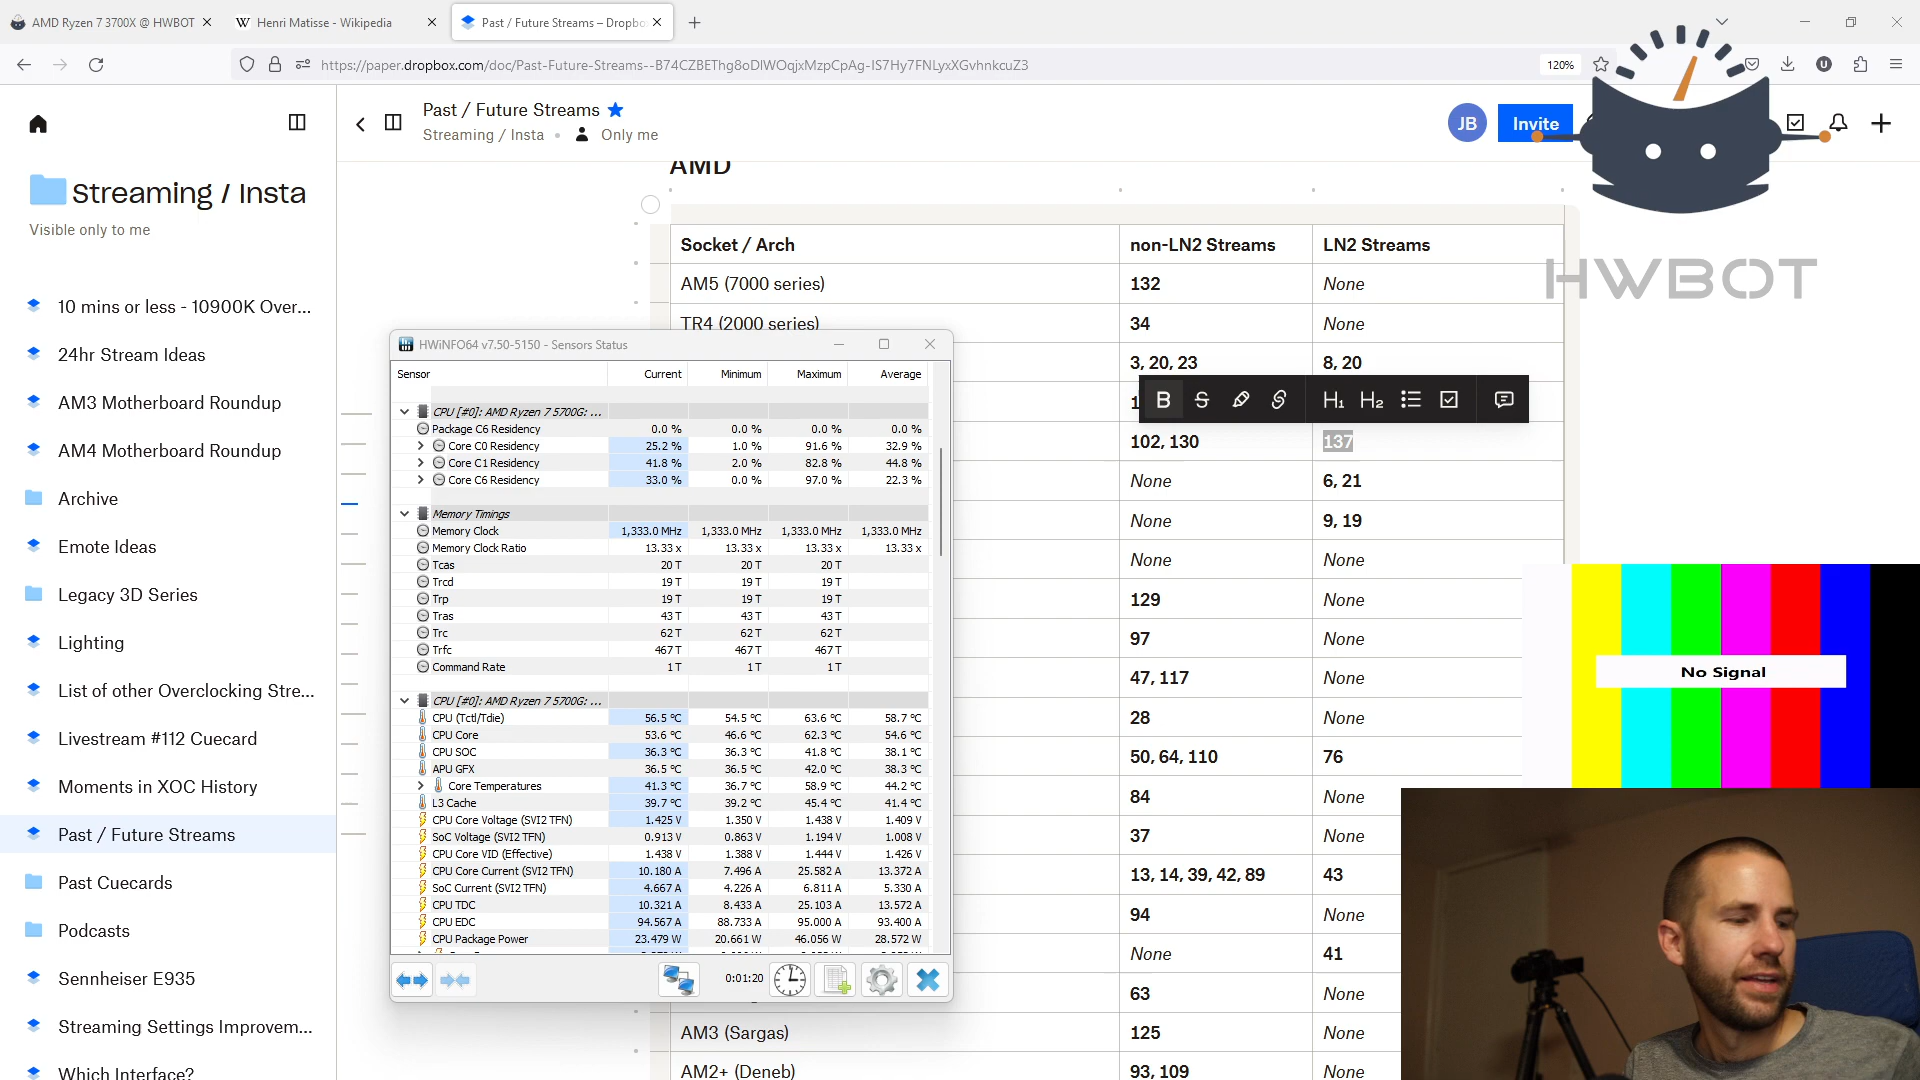 AMD Ryzen 7 3700X @ HWBOT
Henri Matisse - Wikipedia
Past / Future Streams – Dropbo
https://paper.dropbox.com/doc/Past-Future-Streams--B74CZBEThg8oDlWOqjxMzpCpAg-IS7Hy7FNLyxXGvhnkcuZ3
120%
Past / Future Streams
Streaming / Insta • Only me
JB
Invite
Streaming / Insta
Visible only to me
10 mins or less - 10900K Over...
24hr Stream Ideas
AM3 Motherboard Roundup
AM4 Motherboard Roundup
Archive
Emote Ideas
Legacy 3D Series
Lighting
List of other Overclocking Stre...
Livestream #112 Cuecard
Moments in XOC History
Past / Future Streams
Past Cuecards
Podcasts
Sennheiser E935
Streaming Settings Improvem...
Which Interface?
AMD
Socket / Arch non-LN2 Streams LN2 Streams
AM5 (7000 series) 132 None
TR4 (2000 series) 34 None
3, 20, 23 8, 20
1
B S H1 H2
102, 130 137
None 6, 21
None 9, 19
None None
129 None
97 None
47, 117 None
28 None
50, 64, 110 76
84 None
37 None
13, 14, 39, 42, 89 43
94 None
None 41
63 None
AM3 (Sargas) 125 None
AM2+ (Deneb) 93, 109 None
HWiNFO64 v7.50-5150 - Sensors Status
Sensor Current Minimum Maximum Average
CPU [#0]: AMD Ryzen 7 5700G: ...
Package C6 Residency 0.0 % 0.0 % 0.0 % 0.0 %
Core C0 Residency 25.2 % 1.0 % 91.6 % 32.9 %
Core C1 Residency 41.8 % 2.0 % 82.8 % 44.8 %
Core C6 Residency 33.0 % 0.0 % 97.0 % 22.3 %
Memory Timings
Memory Clock 1,333.0 MHz 1,333.0 MHz 1,333.0 MHz 1,333.0 MHz
Memory Clock Ratio 13.33 x 13.33 x 13.33 x 13.33 x
Tcas 20 T 20 T 20 T
Trcd 19 T 19 T 19 T
Trp 19 T 19 T 19 T
Tras 43 T 43 T 43 T
Trc 62 T 62 T 62 T
Trfc 467 T 467 T 467 T
Command Rate 1 T 1 T 1 T
CPU [#0]: AMD Ryzen 7 5700G: ...
CPU (Tctl/Tdie) 56.5 °C 54.5 °C 63.6 °C 58.7 °C
CPU Core 53.6 °C 46.6 °C 62.3 °C 54.6 °C
CPU SOC 36.3 °C 36.3 °C 41.8 °C 38.1 °C
APU GFX 36.5 °C 36.5 °C 42.0 °C 38.3 °C
Core Temperatures 41.3 °C 36.7 °C 58.9 °C 44.2 °C
L3 Cache 39.7 °C 39.2 °C 45.4 °C 41.4 °C
CPU Core Voltage (SVI2 TFN) 1.425 V 1.350 V 1.438 V 1.409 V
SoC Voltage (SVI2 TFN) 0.913 V 0.863 V 1.194 V 1.008 V
CPU Core VID (Effective) 1.438 V 1.388 V 1.444 V 1.426 V
CPU Core Current (SVI2 TFN) 10.180 A 7.496 A 25.582 A 13.372 A
SoC Current (SVI2 TFN) 4.667 A 4.226 A 6.811 A 5.330 A
CPU TDC 10.321 A 8.433 A 25.103 A 13.572 A
CPU EDC 94.567 A 88.733 A 95.000 A 93.400 A
CPU Package Power 23.479 W 20.661 W 46.056 W 28.572 W
0:01:20
HWBOT
No Signal